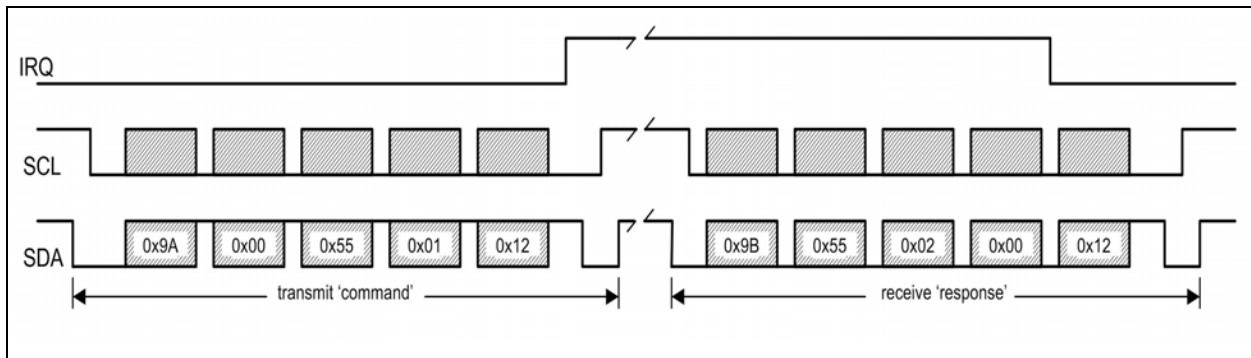 IRQ
SCL
SDA 0x9A 0x00 0x55 0x01 0x12 0x9B 0x55 0x02 0x00 0x12
transmit ‘command’ receive ‘response’